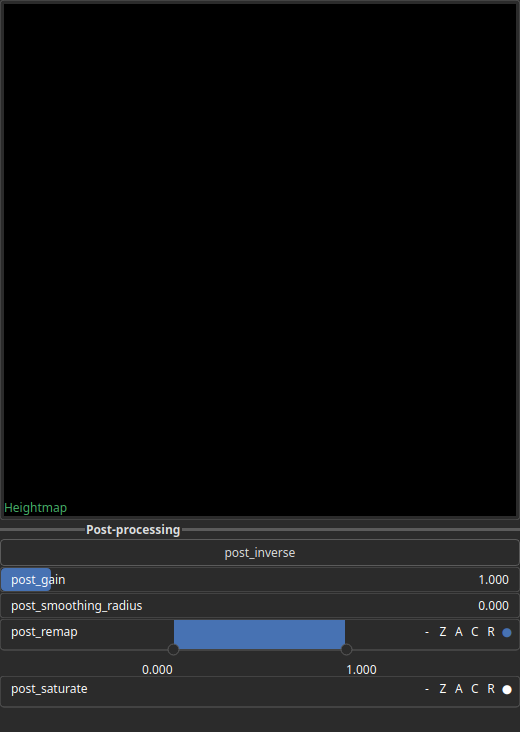 Heightmap
Post-processing
post_inverse
post_gain 1.000
post_smoothing_radius 0.000
post_remap - Z A C R
0.000 1.000
post_saturate - Z A C R